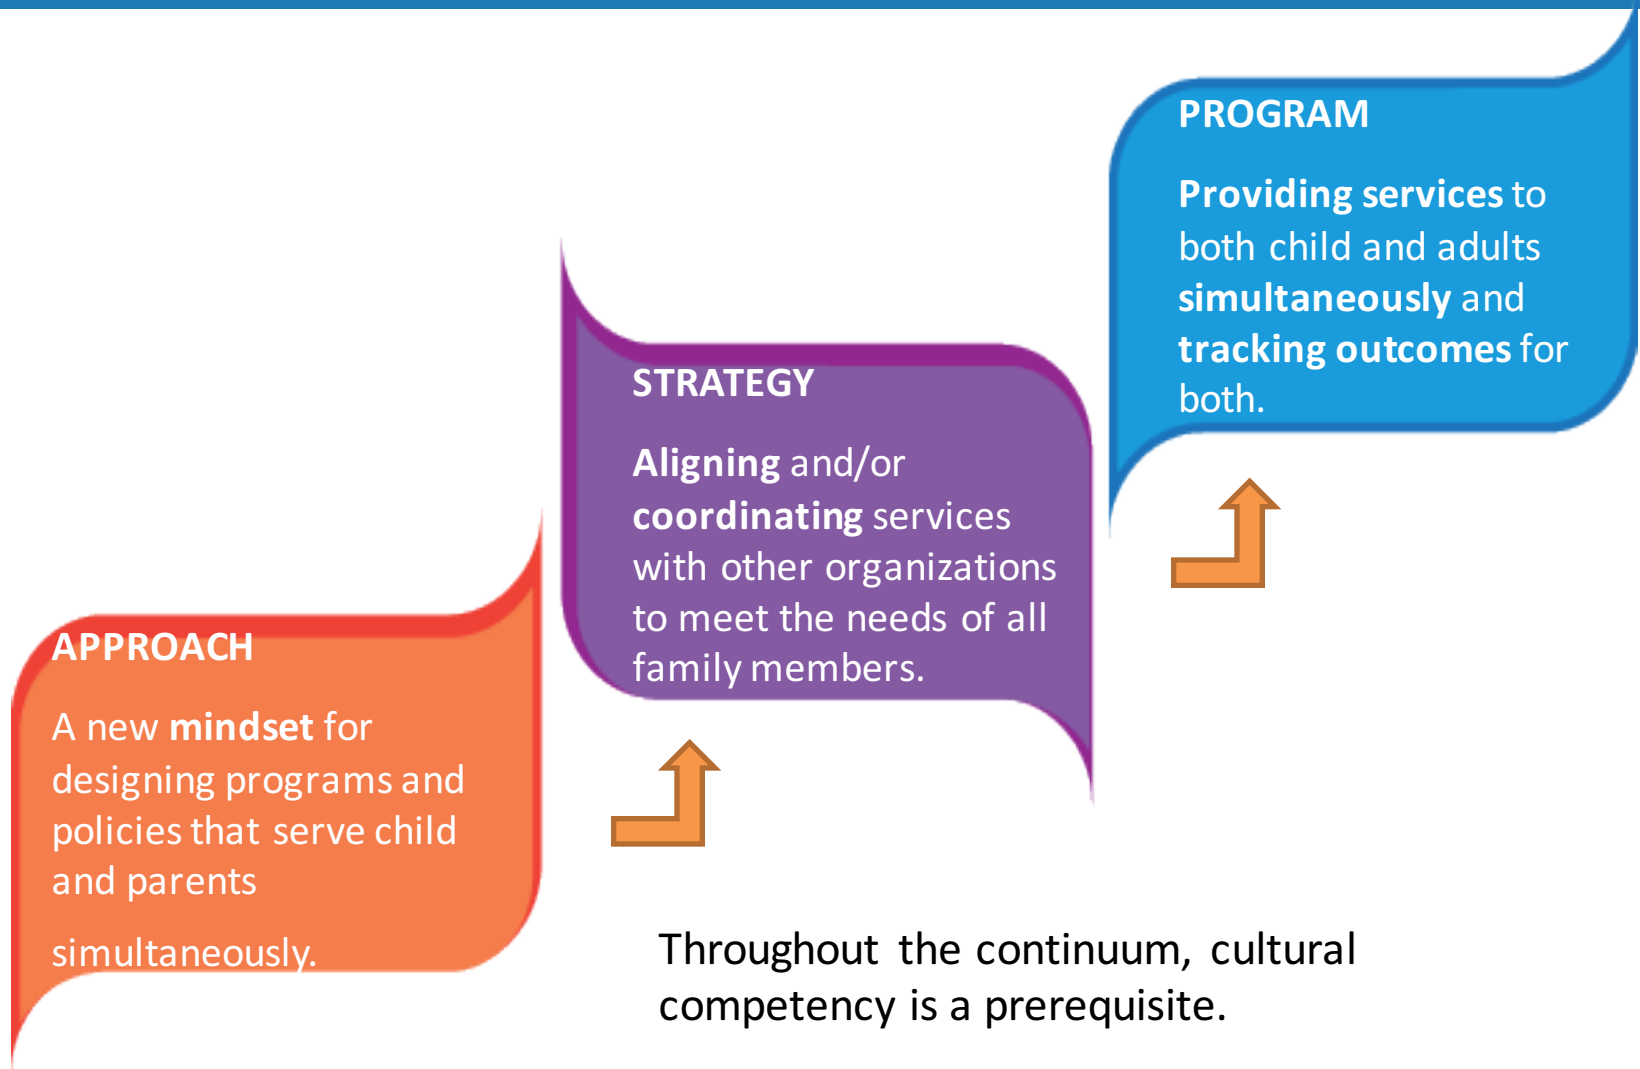 PROGRAM
Providing services to
both child and adults
simultaneously and
tracking outcomes for
both.
STRATEGY
Aligning and/or
coordinating services
with other organizations
to meet the needs of all
family members.
APPROACH
A new mindset for
designing programs and
policies that serve child
and parents
simultaneously.
Throughout the continuum, cultural
competency is a prerequisite.